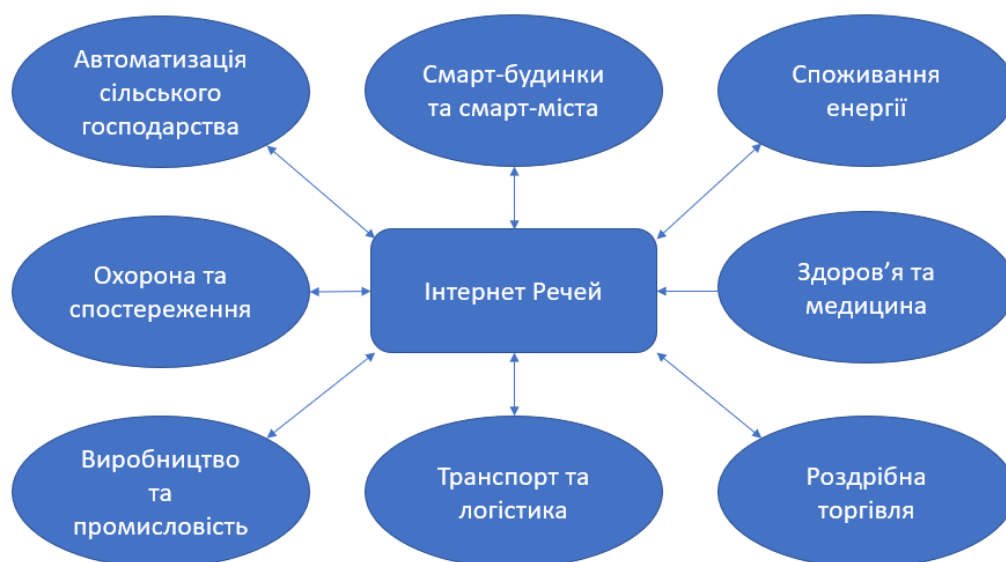 Автоматизація
сільського
господарства
Смарт-будинки
та смарт-міста
Споживання
енергії
Охорона та
спостереження
Інтернет Речей
Здоров’я та
медицина
Виробництво
та
промисловість
Транспорт та
логістика
Роздрібна
торгівля